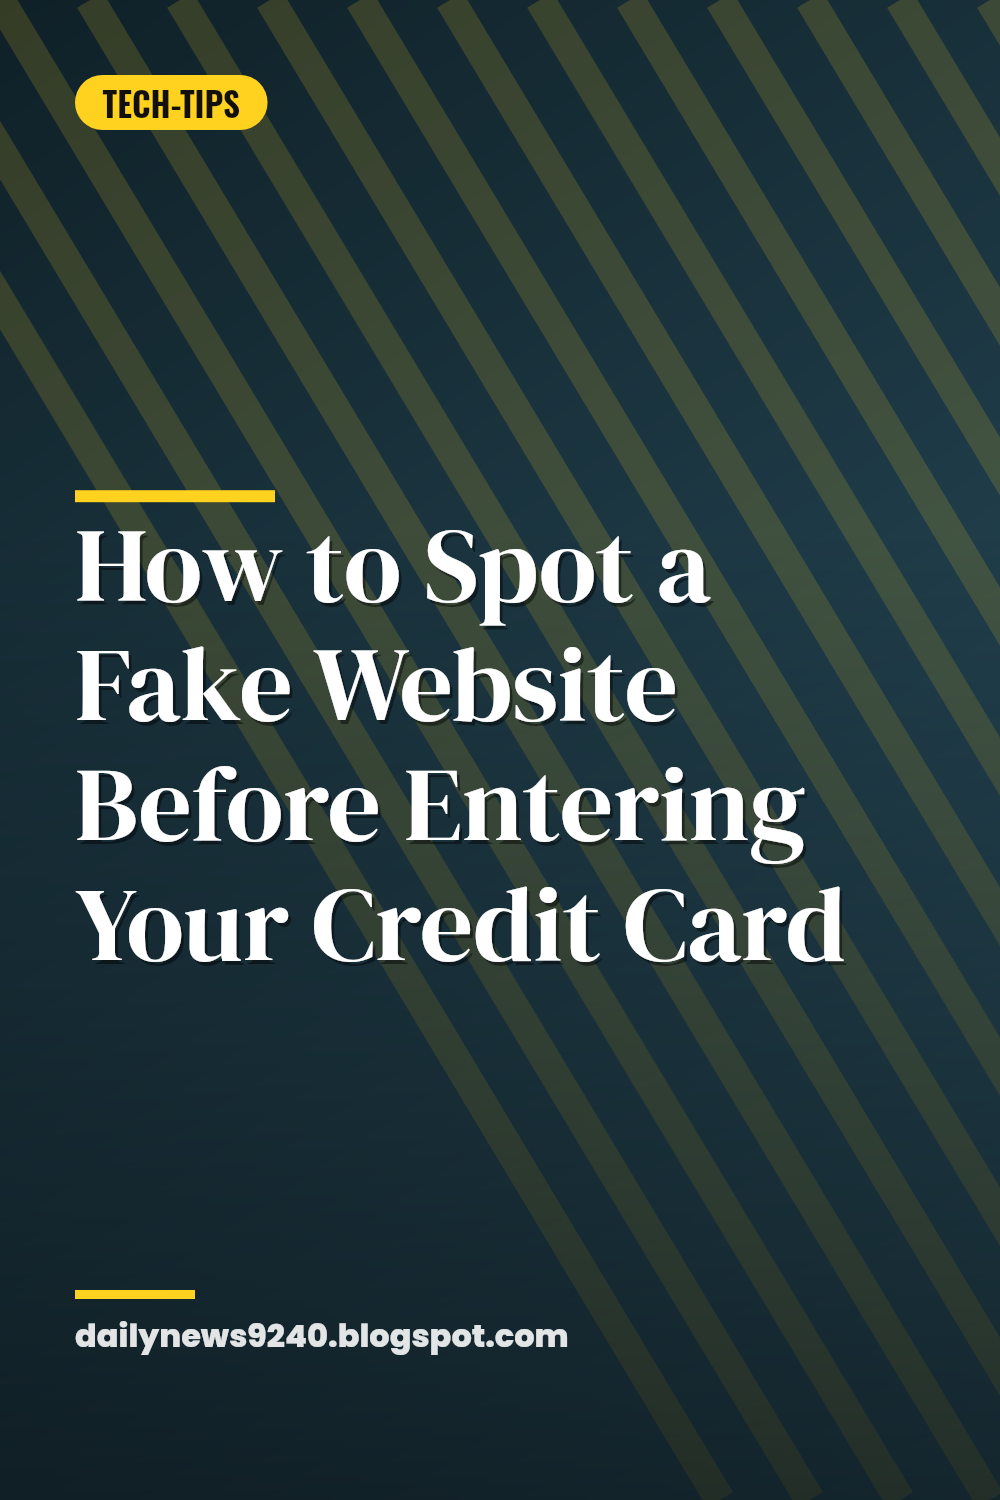 TECH-TIPS
How to Spot a
Fake Website
Before Entering
Your Credit Card
dailynews9240.blogspot.com